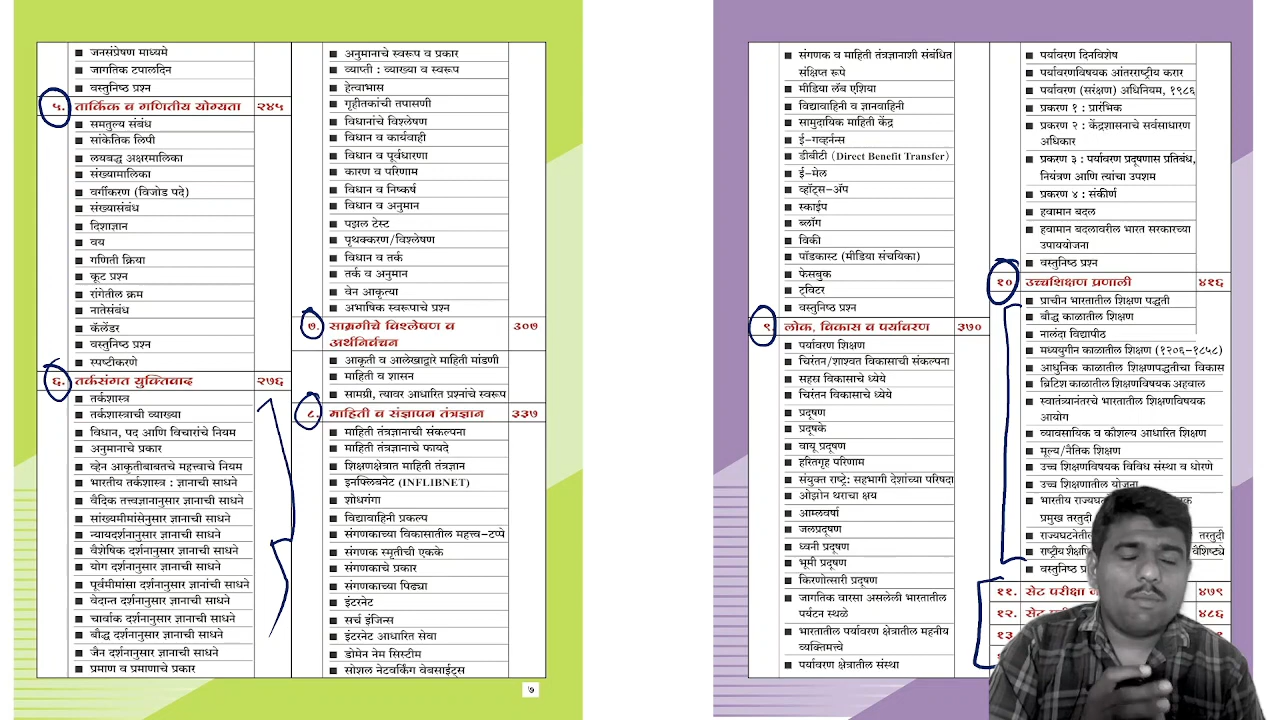 जनसंप्रेषण माध्यमे
जागतिक टपालदिन
वस्तुनिष्ठ प्रश्न
५. तार्किक व गणितीय योग्यता २४५
समतुल्य संबंध
सांकेतिक लिपी
लयबद्ध अक्षरमालिका
संख्यामालिका
वर्गीकरण (विजोड पदे)
संख्यासंबंध
दिशाज्ञान
वय
गणिती क्रिया
कूट प्रश्न
रांगेतील क्रम
नातेसंबंध
कॅलेंडर
वस्तुनिष्ठ प्रश्न
स्पष्टीकरणे
६. तर्कसंगत युक्तिवाद २७६
तर्कशास्त्र
तर्कशास्त्राची व्याख्या
विधान, पद आणि विचारांचे नियम
अनुमानाचे प्रकार
व्हेन आकृतीबाबतचे महत्त्वाचे नियम
भारतीय तर्कशास्त्र : ज्ञानाची साधने
वैदिक तत्त्वज्ञानानुसार ज्ञानाची साधने
सांख्यमीमांसेनुसार ज्ञानाची साधने
न्यायदर्शनानुसार ज्ञानाची साधने
वैशेषिक दर्शनानुसार ज्ञानाची साधने
योग दर्शनानुसार ज्ञानाची साधने
पूर्वमीमांसा दर्शनानुसार ज्ञानांची साधने
वेदान्त दर्शनानुसार ज्ञानाची साधने
चार्वाक दर्शनानुसार ज्ञानाची साधने
बौद्ध दर्शनानुसार ज्ञानाची साधने
जैन दर्शनानुसार ज्ञानाची साधने
प्रमाण व प्रमाणाचे प्रकार
अनुमानाचे स्वरूप व प्रकार
व्याप्ती : व्याख्या व स्वरूप
हेत्वाभास
गृहीतकांची तपासणी
विधानांचे विश्लेषण
विधान व कार्यवाही
विधान व पूर्वधारणा
कारण व परिणाम
विधान व निष्कर्ष
विधान व अनुमान
पझल टेस्ट
पृथक्करण/विश्लेषण
विधान व तर्क
तर्क व अनुमान
वेन आकृत्या
अभाषिक स्वरूपाचे प्रश्न
७. सामग्रीचे विश्लेषण व ३०७
अर्थनिर्वचन
आकृती व आलेखाद्वारे माहिती मांडणी
माहिती व शासन
सामग्री, त्यावर आधारित प्रश्नांचे स्वरूप
८. माहिती व संज्ञापन तंत्रज्ञान ३३७
माहिती तंत्रज्ञानाची संकल्पना
माहिती तंत्रज्ञानाचे फायदे
शिक्षणक्षेत्रात माहिती तंत्रज्ञान
इनफ्लिबनेट (INFLIBNET)
शोधगंगा
विद्यावाहिनी प्रकल्प
संगणकाच्या विकासातील महत्त्व-टप्पे
संगणक स्मृतीची एकके
संगणकाचे प्रकार
संगणकाच्या पिढ्या
इंटरनेट
सर्च इंजिन्स
इंटरनेट आधारित सेवा
डोमेन नेम सिस्टीम
सोशल नेटवर्किंग वेबसाईट्स
७
संगणक व माहिती तंत्रज्ञानाशी संबंधित
संक्षिप्त रूपे
मीडिया लॅब एशिया
विद्यावाहिनी व ज्ञानवाहिनी
सामुदायिक माहिती केंद्र
ई-गव्हर्नन्स
डीबीटी (Direct Benefit Transfer)
ई-मेल
व्हॉट्स-ॲप
स्काईप
ब्लॉग
विकी
पॉडकास्ट (मीडिया संचयिका)
फेसबुक
ट्विटर
वस्तुनिष्ठ प्रश्न
९. लोक, विकास व पर्यावरण ३७०
पर्यावरण शिक्षण
चिरंतन/शाश्वत विकासाची संकल्पना
सहस्र विकासाचे ध्येये
चिरंतन विकासाचे ध्येये
प्रदूषण
प्रदूषके
वायू प्रदूषण
हरितगृह परिणाम
संयुक्त राष्ट्रे: सहभागी देशांच्या परिषदा
ओझोन थराचा क्षय
आम्लवर्षा
जलप्रदूषण
ध्वनी प्रदूषण
भूमी प्रदूषण
किरणोत्सारी प्रदूषण
जागतिक वारसा असलेली भारतातील
पर्यटन स्थळे
भारतातील पर्यावरण क्षेत्रातील महनीय
व्यक्तिमत्त्वे
पर्यावरण क्षेत्रातील संस्था
पर्यावरण दिनविशेष
पर्यावरणविषयक आंतरराष्ट्रीय करार
पर्यावरण (सरंक्षण) अधिनियम, १९८६
प्रकरण १ : प्रारंभिक
प्रकरण २ : केंद्रशासनाचे सर्वसाधारण
अधिकार
प्रकरण ३ : पर्यावरण प्रदूषणास प्रतिबंध,
नियंत्रण आणि त्यांचा उपशम
प्रकरण ४ : संकीर्ण
हवामान बदल
हवामान बदलावरील भारत सरकारच्या
उपाययोजना
वस्तुनिष्ठ प्रश्न
१०. उच्चशिक्षण प्रणाली ४१६
प्राचीन भारतातील शिक्षण पद्धती
बौद्ध काळातील शिक्षण
नालंदा विद्यापीठ
मध्ययुगीन काळातील शिक्षण (१२०६-१८५८)
आधुनिक काळातील शिक्षणपद्धतीचा विकास
ब्रिटिश काळातील शिक्षणविषयक अहवाल
स्वातंत्र्यानंतरचे भारतातील शिक्षणविषयक
आयोग
व्यावसायिक व कौशल्य आधारित शिक्षण
मूल्य/नैतिक शिक्षण
उच्च शिक्षणविषयक विविध संस्था व धोरणे
उच्च शिक्षणातील योजना
भारतीय
प्रमुख तरतुदी
राज्यघटनेतील तरतुदी
राष्ट्रीय वैशिष्ट्ये
वस्तुनिष्ठ
११. सेट परीक्षा ४७९
१२. सेट ४८६
१३